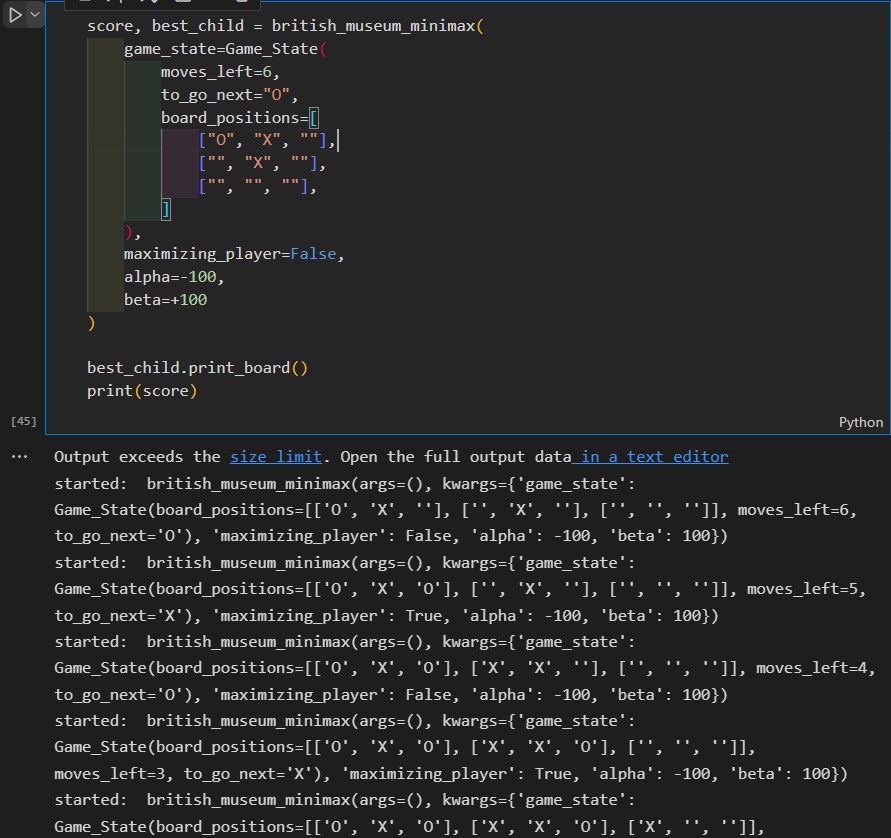 score, best_child = british_museum_minimax(
game_state=Game_State(
moves_left=6,
to_go_next="O",
board_positions=[
["O", "X", ""],
["", "X", ""],
["", "", ""],
]
),
maximizing_player=False,
alpha=-100,
beta=+100
)
best_child.print_board()
print(score)
[45]
Python
... Output exceeds the size limit. Open the full output data in a text editor
started:  british_museum_minimax(args=(), kwargs={'game_state':
Game_State(board_positions=[['O', 'X', ''], ['', 'X', ''], ['', '', '']], moves_left=6,
to_go_next='O'), 'maximizing_player': False, 'alpha': -100, 'beta': 100})
started:  british_museum_minimax(args=(), kwargs={'game_state':
Game_State(board_positions=[['O', 'X', 'O'], ['', 'X', ''], ['', '', '']], moves_left=5,
to_go_next='X'), 'maximizing_player': True, 'alpha': -100, 'beta': 100})
started:  british_museum_minimax(args=(), kwargs={'game_state':
Game_State(board_positions=[['O', 'X', 'O'], ['X', 'X', ''], ['', '', '']], moves_left=4,
to_go_next='O'), 'maximizing_player': False, 'alpha': -100, 'beta': 100})
started:  british_museum_minimax(args=(), kwargs={'game_state':
Game_State(board_positions=[['O', 'X', 'O'], ['X', 'X', 'O'], ['', '', '']],
moves_left=3, to_go_next='X'), 'maximizing_player': True, 'alpha': -100, 'beta': 100})
started:  british_museum_minimax(args=(), kwargs={'game_state':
Game_State(board_positions=[['O', 'X', 'O'], ['X', 'X', 'O'], ['X', '', '']],